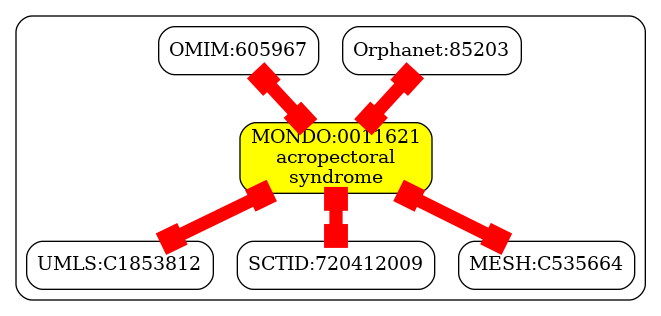 OMIM:605967
Orphanet:85203
MONDO:0011621
acropectoral
syndrome
UMLS:C1853812
SCTID:720412009
MESH:C535664